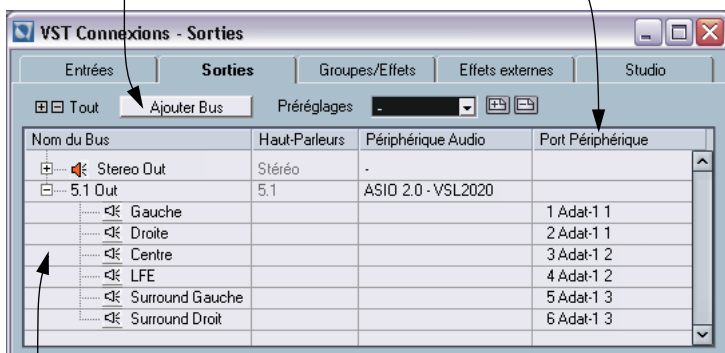 VST Connexions - Sorties
Entrées Sorties Groupes/Effets Effets externes Studio
Tout Ajouter Bus Préréglages -
Nom du Bus Haut-Parleurs Périphérique Audio Port Périphérique
Stereo Out Stéréo -
5.1 Out 5.1 ASIO 2.0 - VSL2020
Gauche 1 Adat-1 1
Droite 2 Adat-1 1
Centre 3 Adat-1 2
LFE 4 Adat-1 2
Surround Gauche 5 Adat-1 3
Surround Droit 6 Adat-1 3